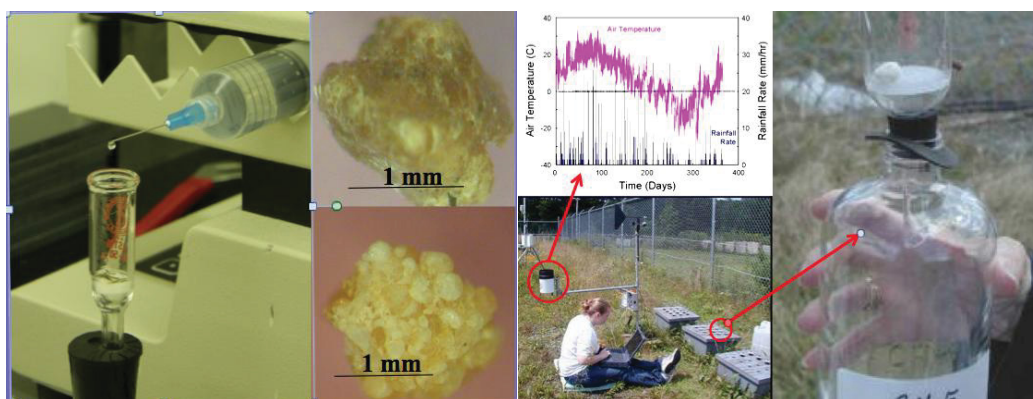 1 mm
1 mm
Air Temperature
Air Temperature (C)
Rainfall Rate (mm/hr)
Rainfall
Rate
Time (Days)
40
20
0
-20
-40
40
30
20
10
0
0
100
200
300
400